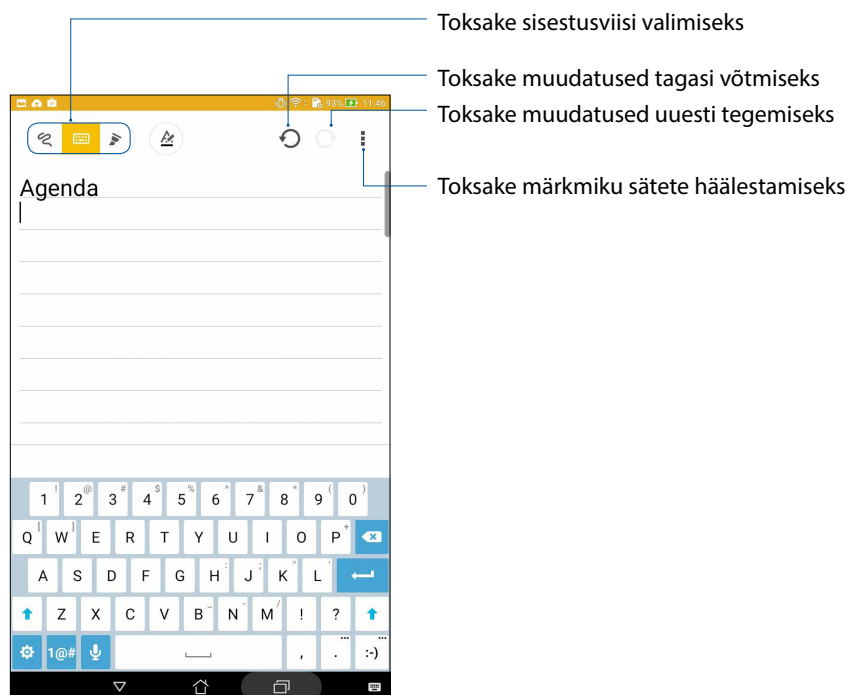 Toksake sisestusviisi valimiseks
Toksake muudatused tagasi võtmiseks
Toksake muudatused uuesti tegemiseks
Toksake märkmiku sätete häälestamiseks
93% 11:46
Agenda
! @ # $ % ^ & * ( )
1 2 3 4 5 6 7 8 9 0
[ ] +
Q W E R T Y U I O P
: ; " '
A S D F G H J K L
_ - /
Z X C V B N M ! ?
1@# , . :-)